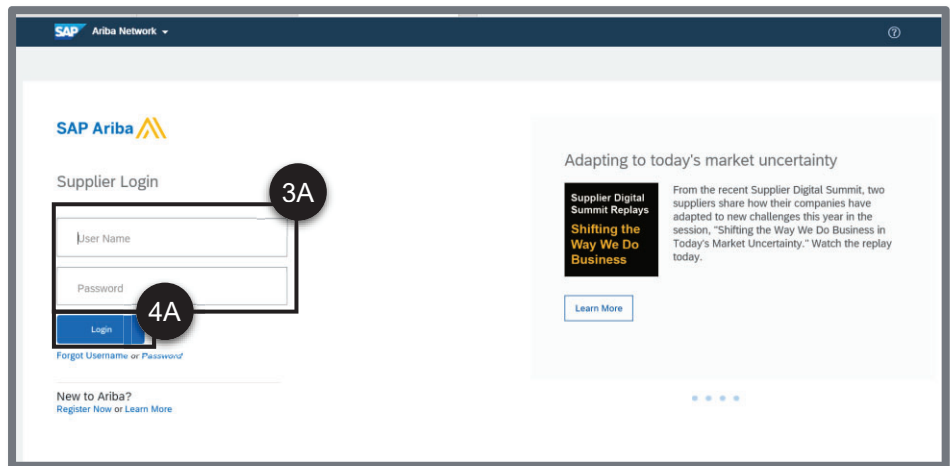 SAP Ariba Network
SAP Ariba
Supplier Login
3A
User Name
Password
4A
Login
Forgot Username or Password
New to Ariba?
Register Now or Learn More
Adapting to today's market uncertainty
Supplier Digital
Summit Replays
Shifting the
Way We Do
Business
From the recent Supplier Digital Summit, two
suppliers share how their companies have
adapted to new challenges this year in the
session, "Shifting the Way We Do Business in
Today's Market Uncertainty." Watch the replay
today.
Learn More